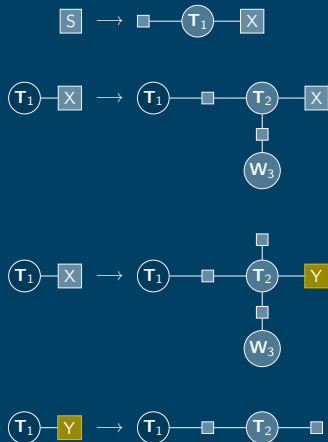 S → T₁ X
T₁ X → T₁ T₂ X
W₃
T₁ X → T₁ T₂ Y
W₃
T₁ Y → T₁ T₂